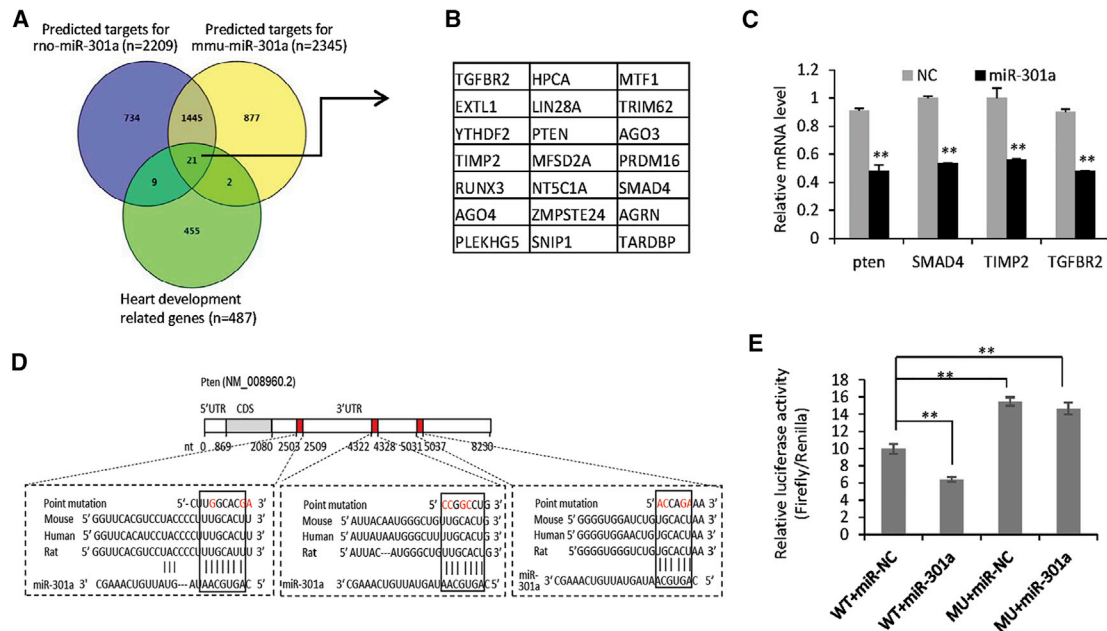 A
Predicted targets for
rno-miR-301a (n=2209)
Predicted targets for
mmu-miR-301a (n=2345)
734
1445
877
21
9
2
455
Heart development
related genes (n=487)
B
TGFBR2 HPCA MTF1
EXTL1 LIN28A TRIM62
YTHDF2 PTEN AGO3
TIMP2 MFSD2A PRDM16
RUNX3 NT5C1A SMAD4
AGO4 ZMPSTE24 AGRN
PLEKHG5 SNIP1 TARDBP
C
NC miR-301a
Relative mRNA level
1.2
1
0.8
0.6
0.4
0.2
0
** ** ** **
pten SMAD4 TIMP2 TGFBR2
D
Pten (NM_008960.2)
5'UTR CDS 3'UTR
nt 0 869 2080 2503 2509 4322 4328 5031 5037 8230
Point mutation 5'-CUUGGCACGA 3'
Mouse 5' GGUUCACGUCCUACCCCUUUGCACUU 3'
Human 5' GGUUCACAUCCUACCCCUUUGCACUU 3'
Rat 5' GGUUCACGUCCUACCCCUUUGCAUUU 3'
miR-301a 3' CGAAACUGUUAUG---AUAACGUGAC 5'
Point mutation 5' CCGGCCUG 3'
Mouse 5' AUUACAAUGGGCUGUUGCACUG 3'
Human 5' AUUAUAAUGGGCUUUUGCACUG 3'
Rat 5' AUUAC---AUGGGCUGUUGCACUG 3'
miR-301a 3' CGAAACUGUUAUGAUAACGUGAC 5'
Point mutation 5' ACCAGAAA 3'
Mouse 5' GGGGUGGAUCUGUGCACUAA 3'
Human 5' GGGGUGGAACUGUGCACUAA 3'
Rat 5' GGGGUGGGUCUGUGCACUAA 3'
miR-
301a 3' CGAAACUGUUAUGAUAACGUGAC 5'
E
Relative luciferase activity
(Firefly/Renilla)
18
16
14
12
10
8
6
4
2
0
**
**
**
WT+miR-NC
WT+miR-301a
MU+miR-NC
MU+miR-301a